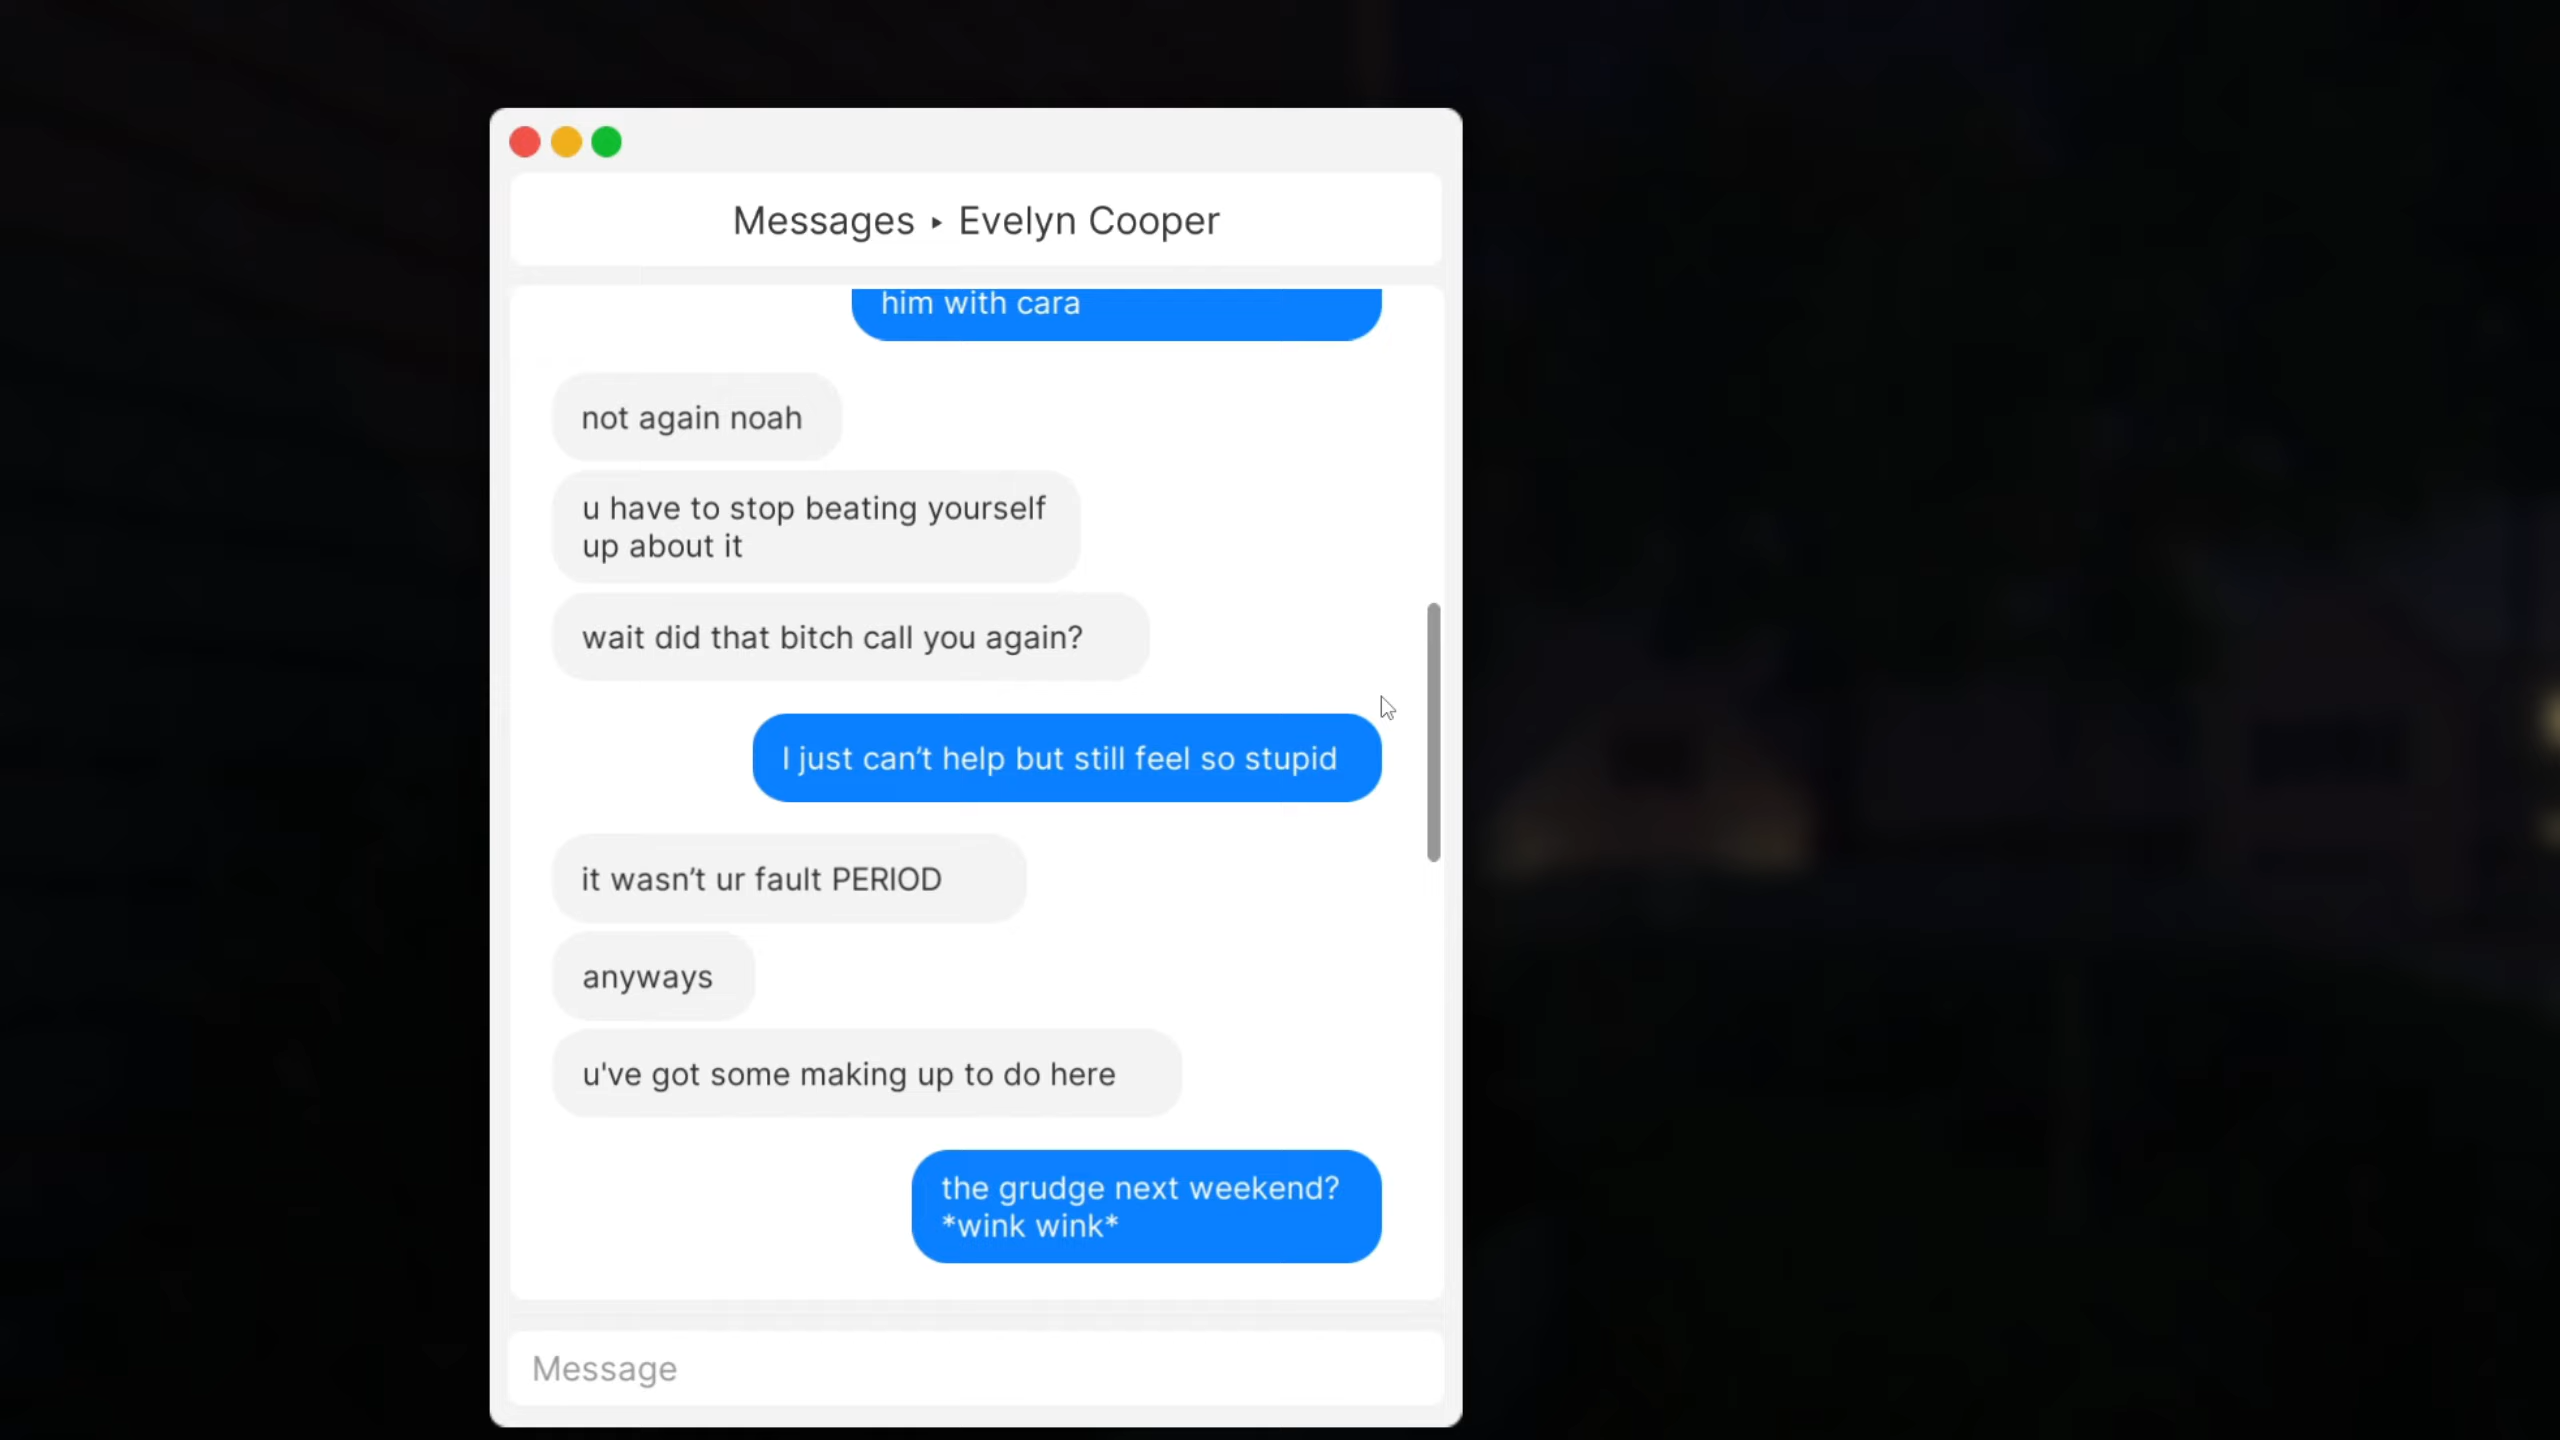 Messages ▸ Evelyn Cooper
him with cara
not again noah
u have to stop beating yourself
up about it
wait did that bitch call you again?
I just can’t help but still feel so stupid
it wasn’t ur fault PERIOD
anyways
u've got some making up to do here
the grudge next weekend?
*wink wink*
Message